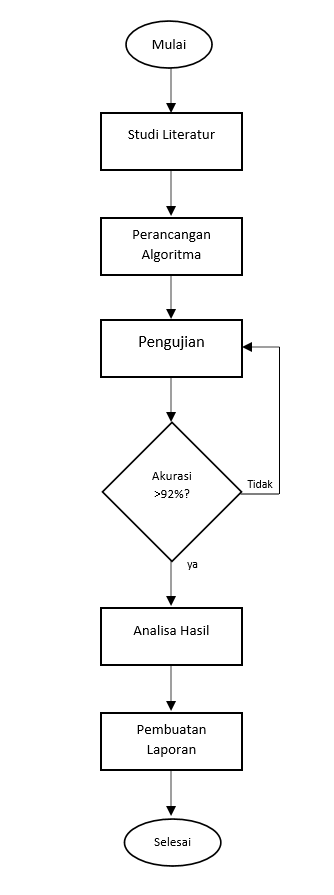 Mulai
Studi Literatur
Perancangan
Algoritma
Pengujian
Akurasi
>92%?
Tidak
ya
Analisa Hasil
Pembuatan
Laporan
Selesai